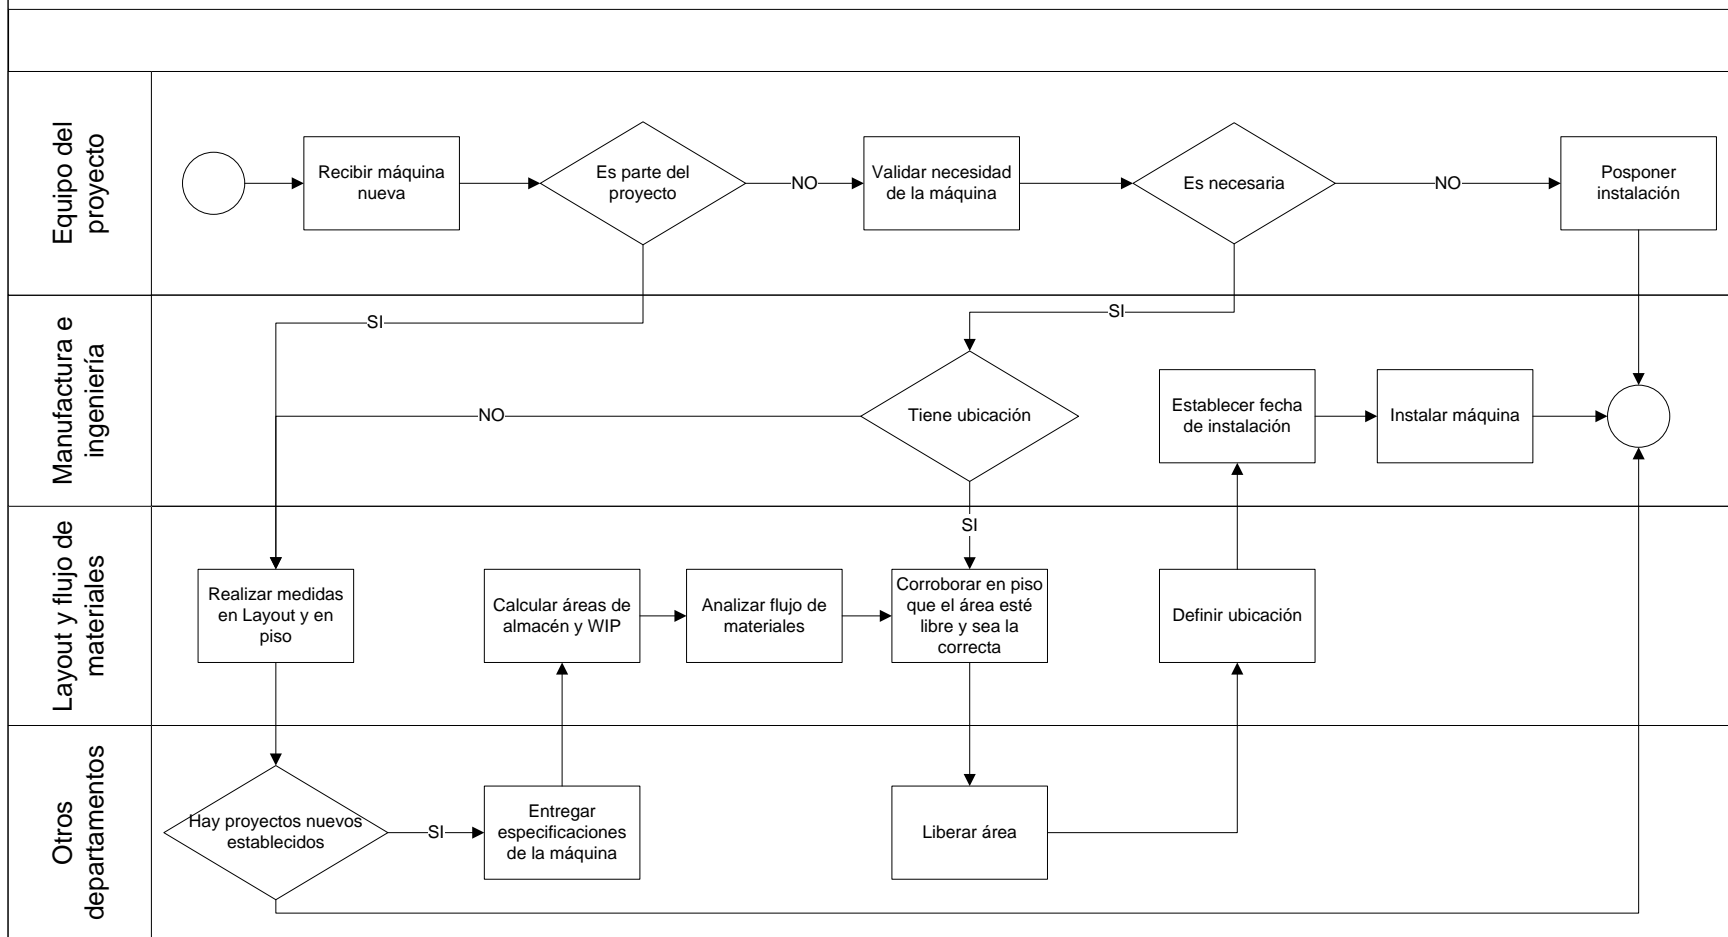 Equipo del
proyecto
Recibir máquina
nueva
Es parte del
proyecto
NO
Validar necesidad
de la máquina
Es necesaria
NO
Posponer
instalación
Manufactura e
ingeniería
SI
SI
NO
Tiene ubicación
Establecer fecha
de instalación
Instalar máquina
Layout y flujo de
materiales
SI
Realizar medidas
en Layout y en
piso
Calcular áreas de
almacén y WIP
Analizar flujo de
materiales
Corroborar en piso
que el área esté
libre y sea la
correcta
Definir ubicación
Otros
departamentos
Hay proyectos nuevos
establecidos
SI
Entregar
especificaciones
de la máquina
Liberar área